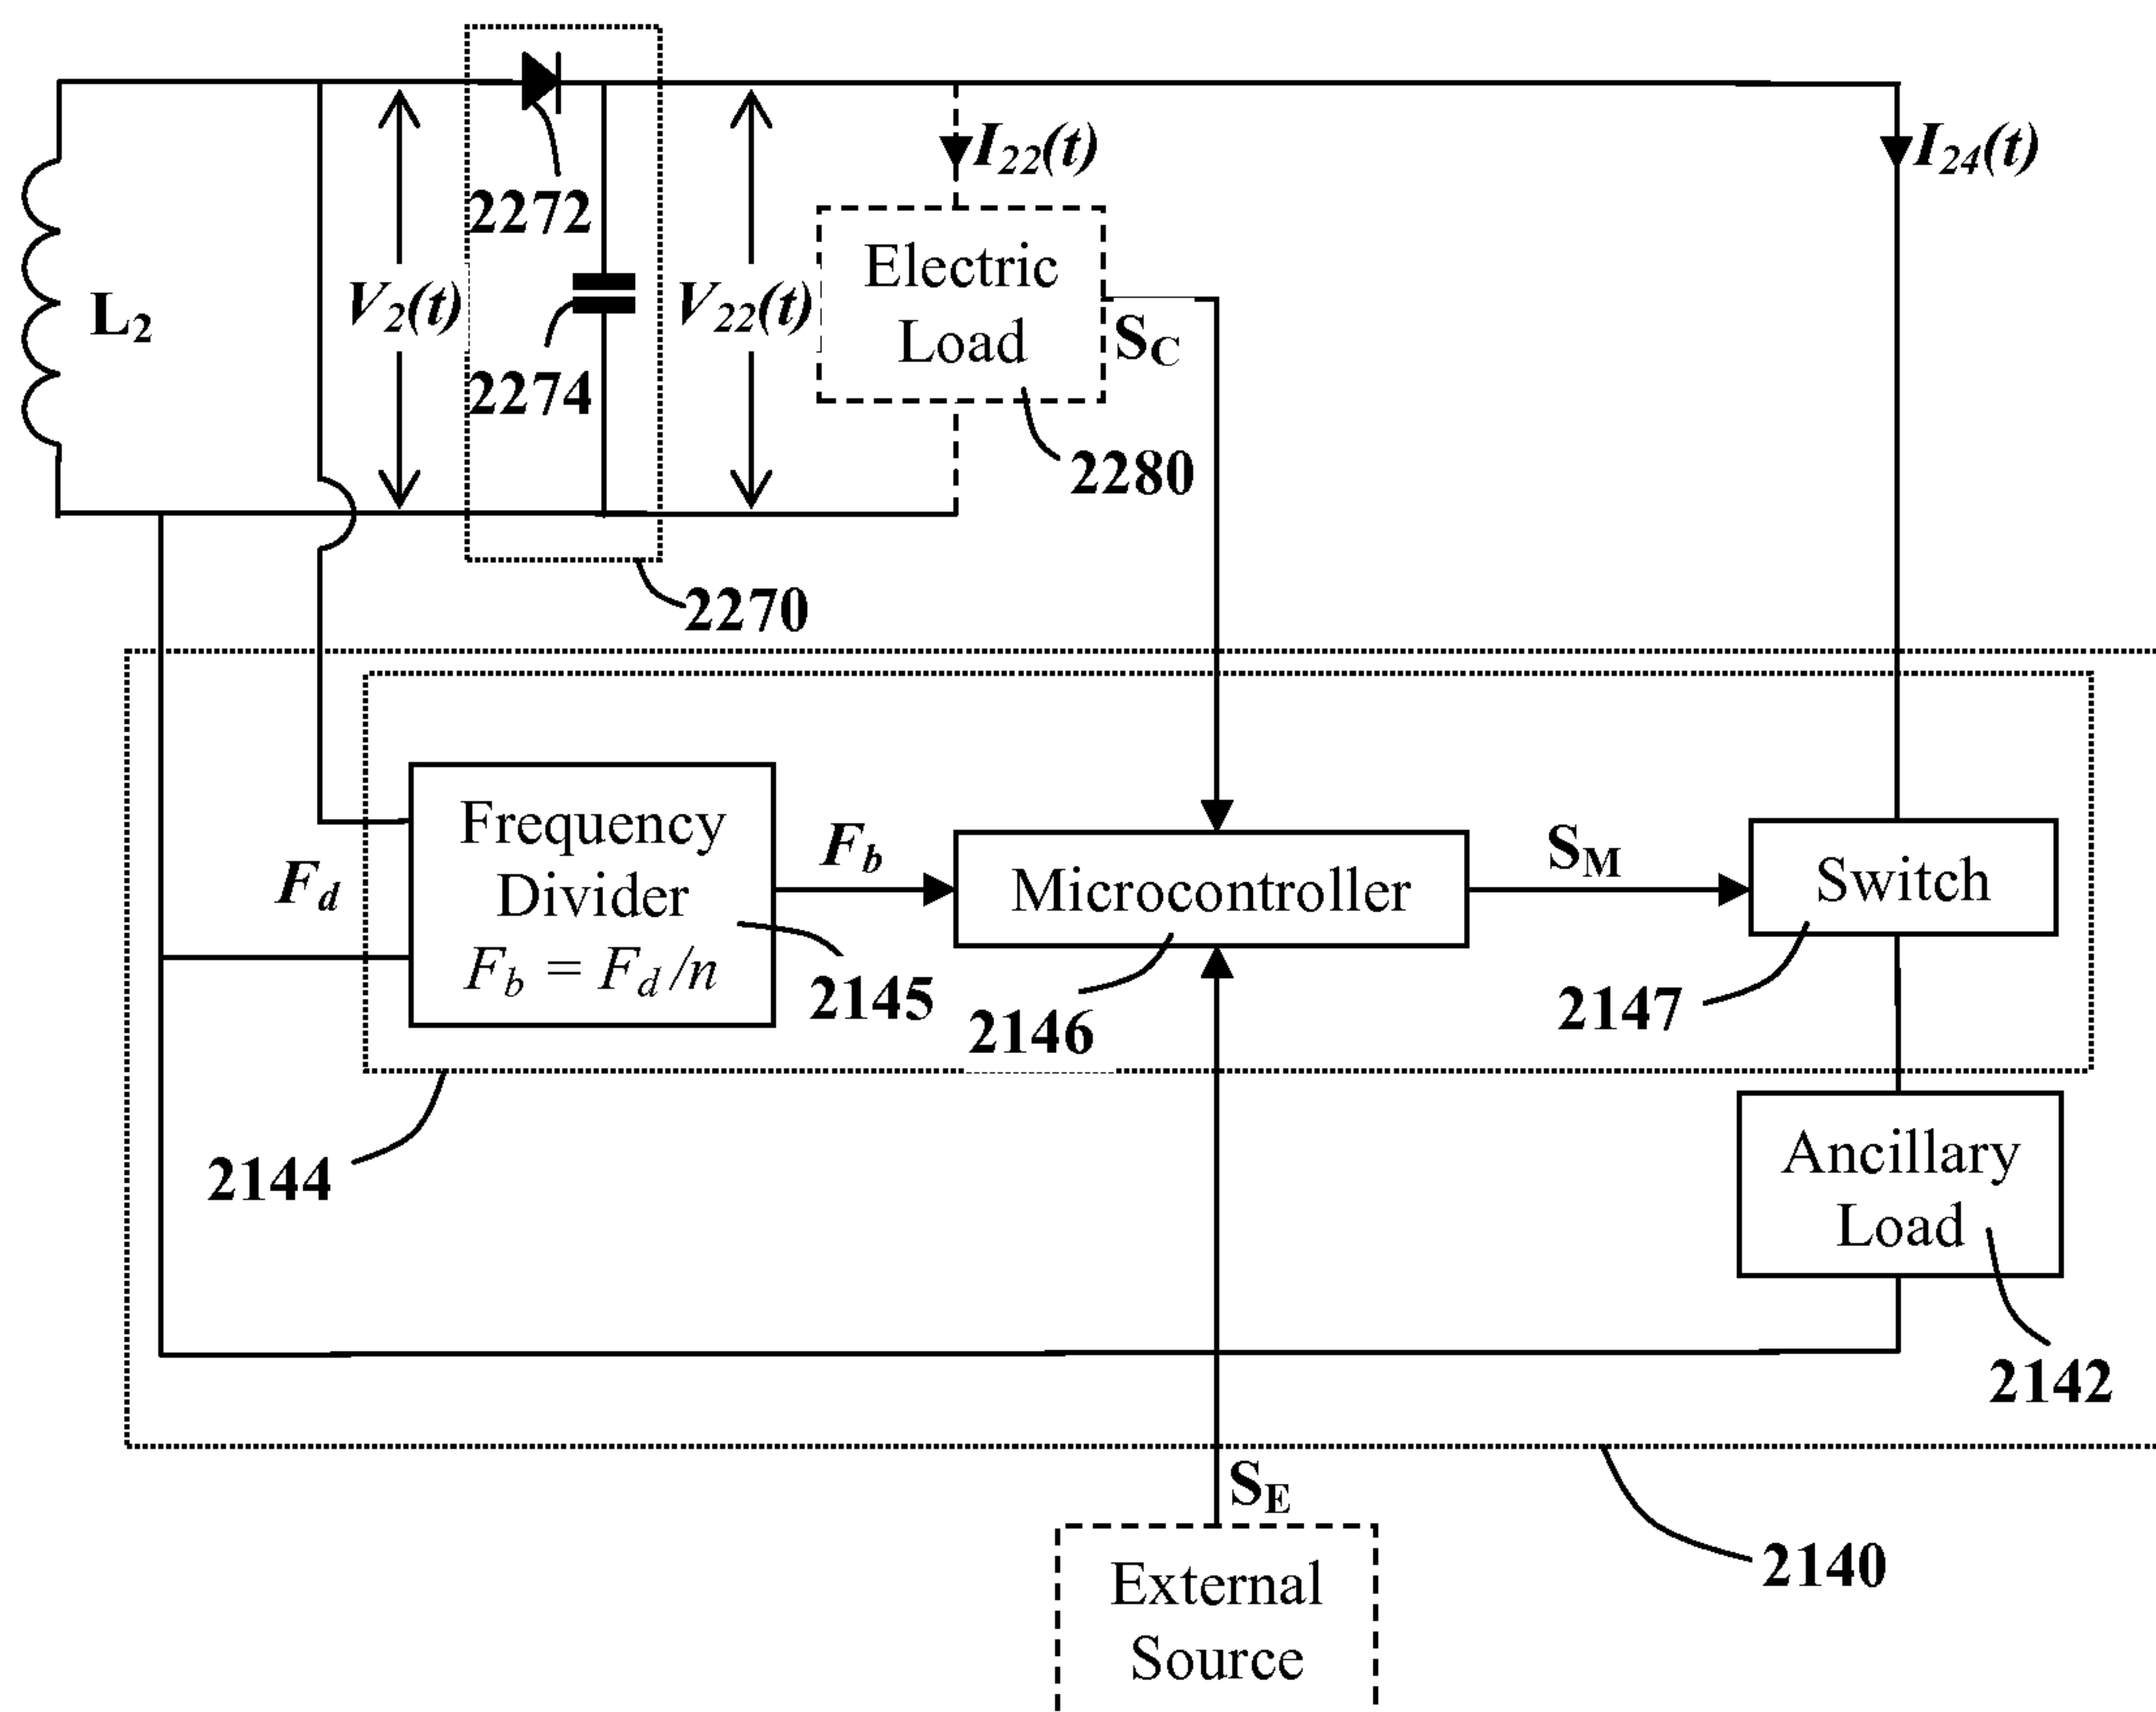 I22(t)
I24(t)
2272
Electric
Load
L2
V2(t)
V22(t)
SC
2274
2280
2270
Frequency
Divider
Fb = Fd/n
Fd
Fb
Microcontroller
SM
Switch
2145
2146
2147
2144
Ancillary
Load
2142
SE
2140
External
Source